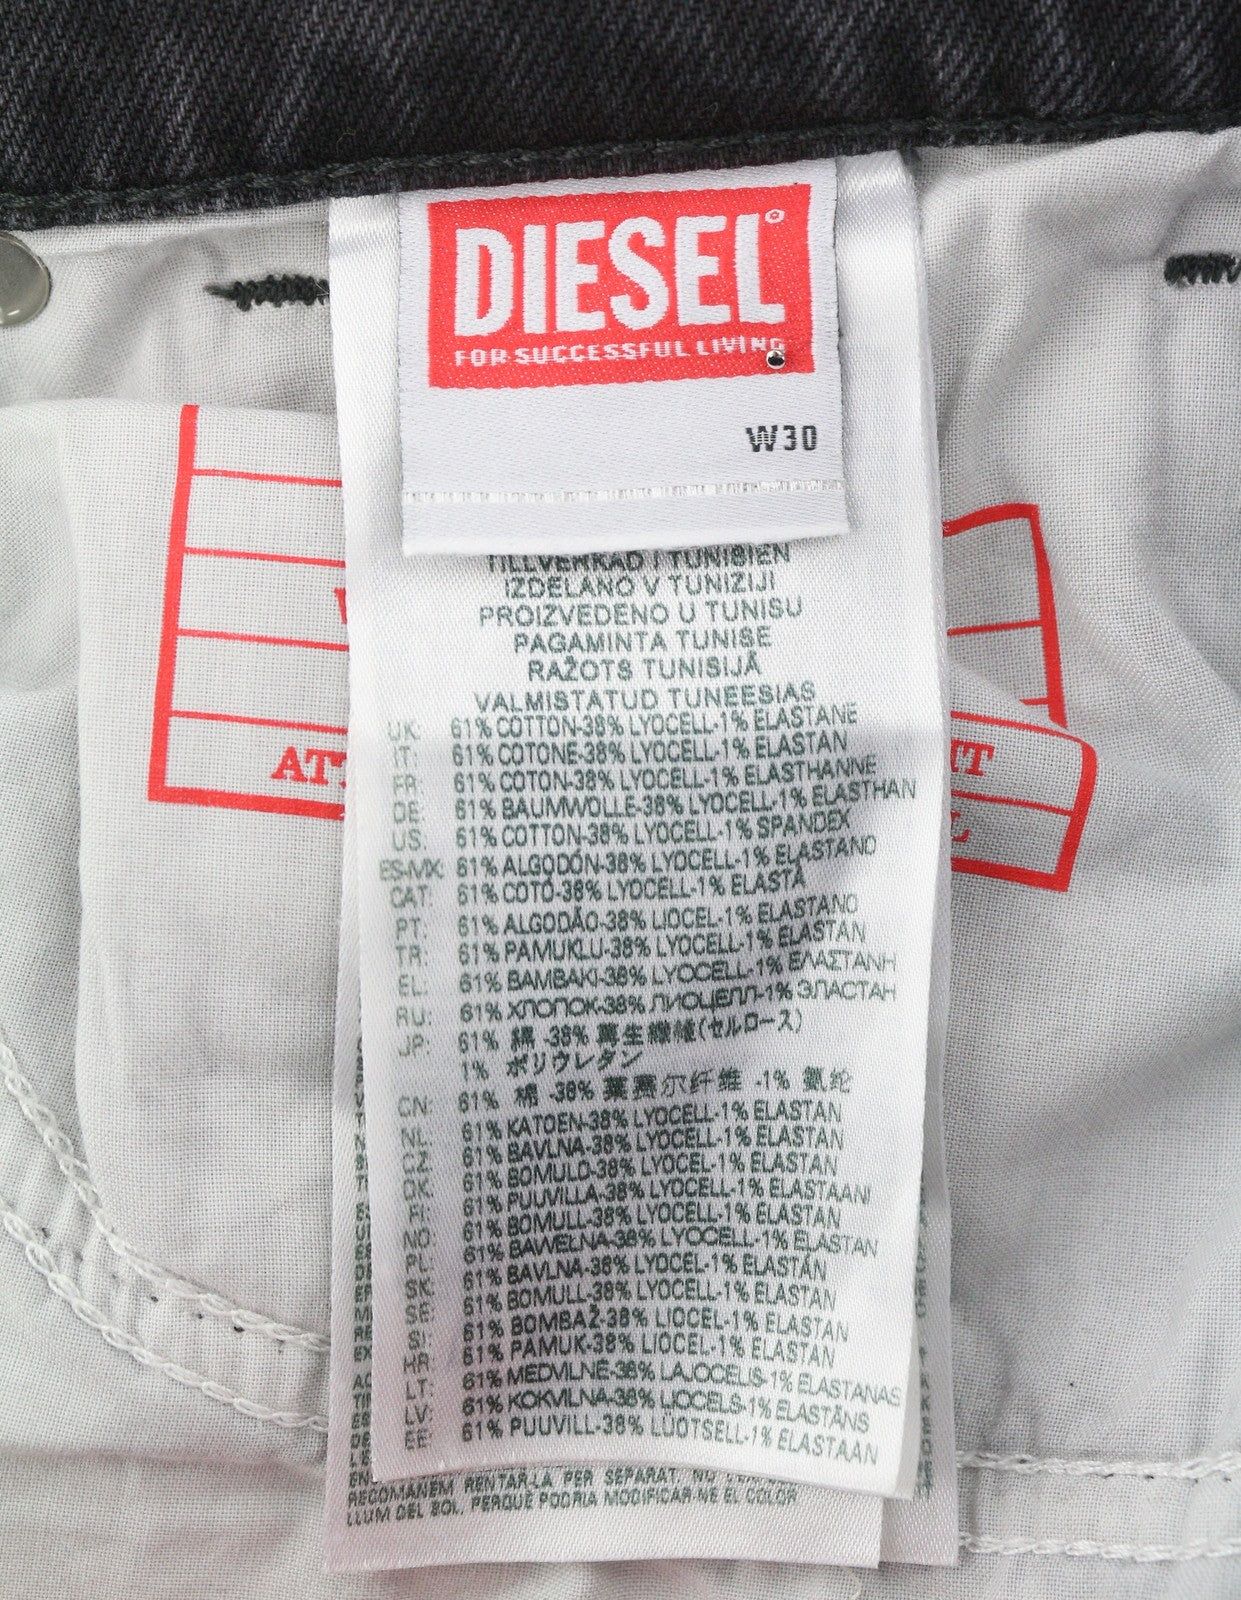 DIESEL
FOR SUCCESSFUL LIVING
W30
TILLVERKAD I TUNISIEN
IZDELANO V TUNIZIJI
PROIZVEDENO U TUNISU
PAGAMINTA TUNISE
RAŽOTS TUNISIJĀ
VALMISTATUD TUNEESIAS
UK: 61% COTTON-38% LYOCELL-1% ELASTANE
IT: 61% COTONE-38% LYOCELL-1% ELASTAN
FR: 61% COTON-38% LYOCELL-1% ELASTHANNE
DE: 61% BAUMWOLLE-38% LYOCELL-1% ELASTHAN
US: 61% COTTON-38% LYOCELL-1% SPANDEX
ES-MX: 61% ALGODÓN-38% LYOCELL-1% ELASTANO
CAT: 61% COTÓ-38% LYOCELL-1% ELASTÀ
PT: 61% ALGODÃO-38% LIOCEL-1% ELASTANO
TR: 61% PAMUKLU-38% LYOCELL-1% ELASTAN
EL: 61% ΒΑΜΒΑΚΙ-38% LYOCELL-1% ΕΛΑΣΤΑΝΗ
RU: 61% ХЛОПОК-38% ЛИОЦЕЛЛ-1% ЭЛАСТАН
JP: 61% 綿 -38% 再生繊維(セルロース)
1% ポリウレタン
CN: 61% 棉 -38% 莱赛尔纤维 -1% 氨纶
NL: 61% KATOEN-38% LYOCELL-1% ELASTAN
CZ: 61% BAVLNA-38% LYOCELL-1% ELASTAN
DK: 61% BOMULD-38% LYOCEL-1% ELASTAN
FI: 61% PUUVILLA-38% LYOCELL-1% ELASTAANI
NO: 61% BOMULL-38% LYOCELL-1% ELASTAN
PL: 61% BAWEŁNA-38% LYOCELL-1% ELASTAN
SK: 61% BAVLNA-38% LYOCEL-1% ELASTÁN
SE: 61% BOMULL-38% LYOCELL-1% ELASTAN
SI: 61% BOMBAŽ-38% LIOCEL-1% ELASTAN
HR: 61% PAMUK-38% LIOCEL-1% ELASTAN
LT: 61% MEDVILNĖ-38% LAJOCELIS-1% ELASTANAS
LV: 61% KOKVILNA-38% LIOCELS-1% ELASTĀNS
EE: 61% PUUVILL-38% LÜOTSELL-1% ELASTAAN
RECOMANEM RENTAR-LA PER SEPARAT. NO
LLUM DEL SOL, PERQUÈ PODRIA MODIFICAR-NE EL COLOR